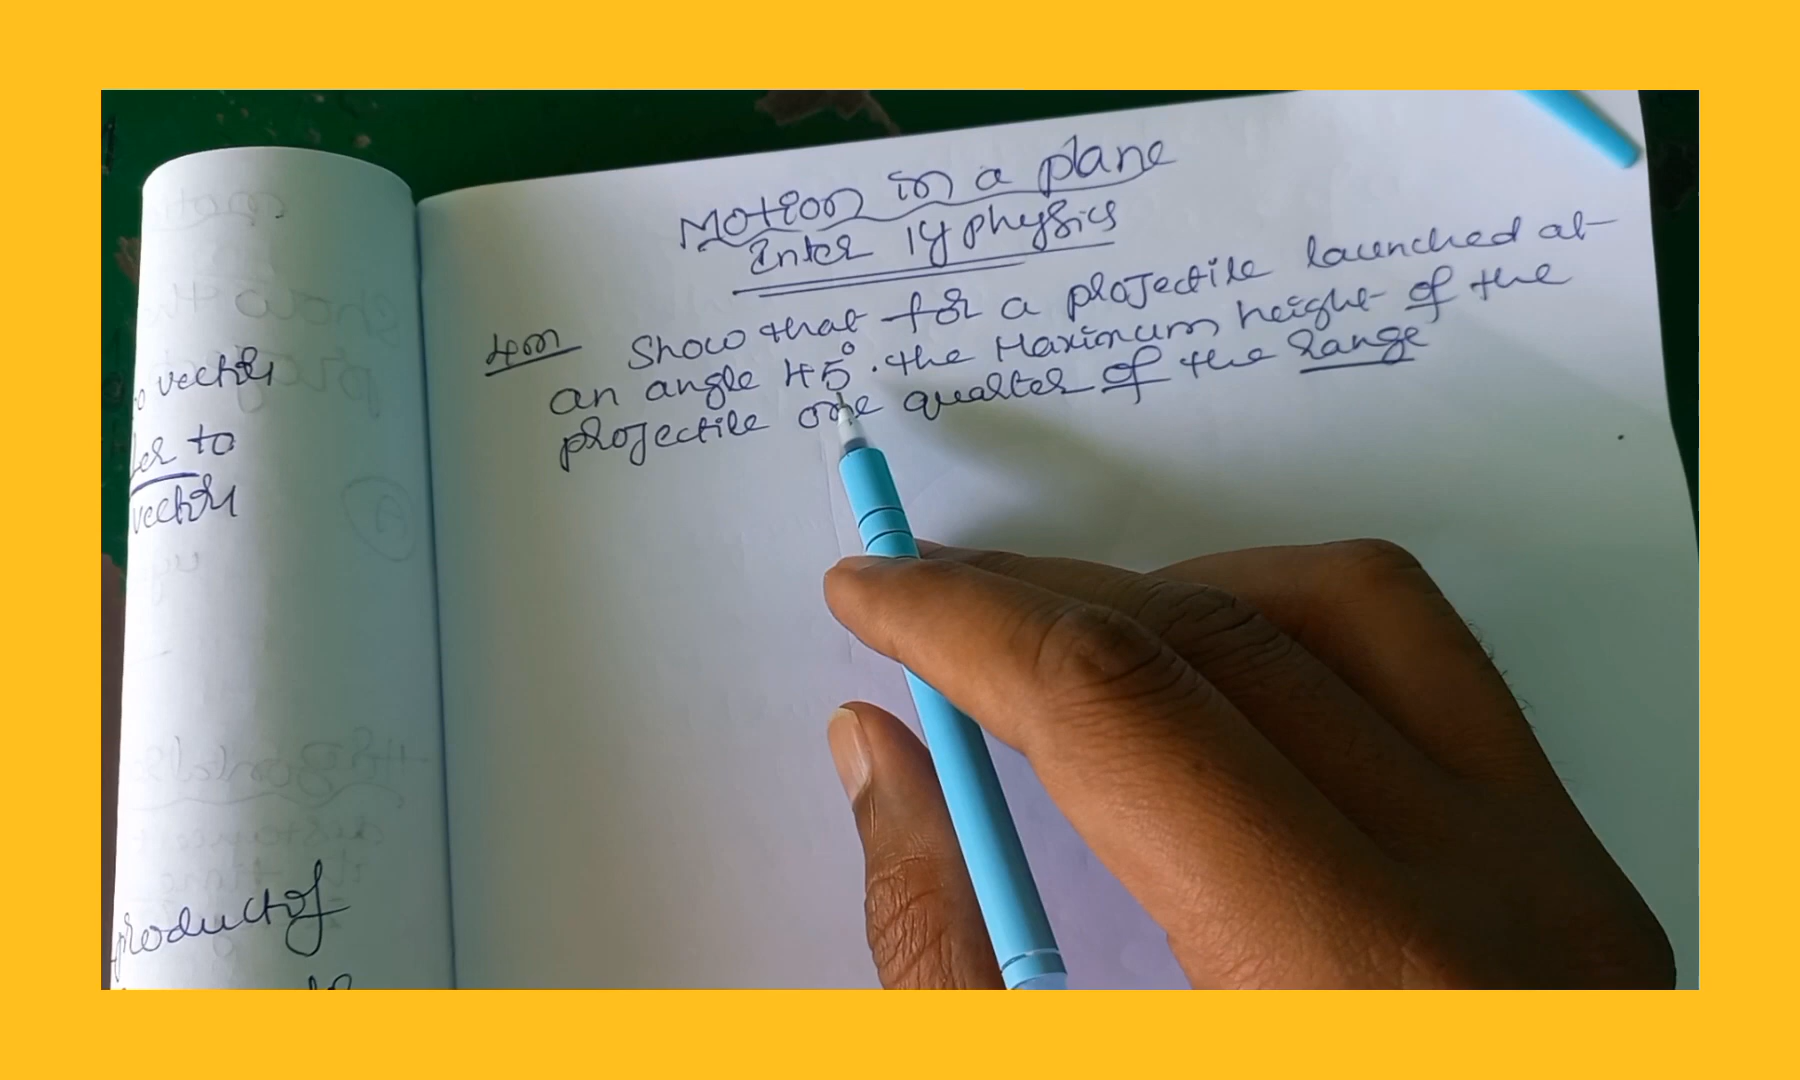 Motion in a plane
Inter 1y physics
4m Show that for a projectile launched at
an angle 45°. the Maximum height of the
projectile one quarter of the range
vector
to
vector
product of